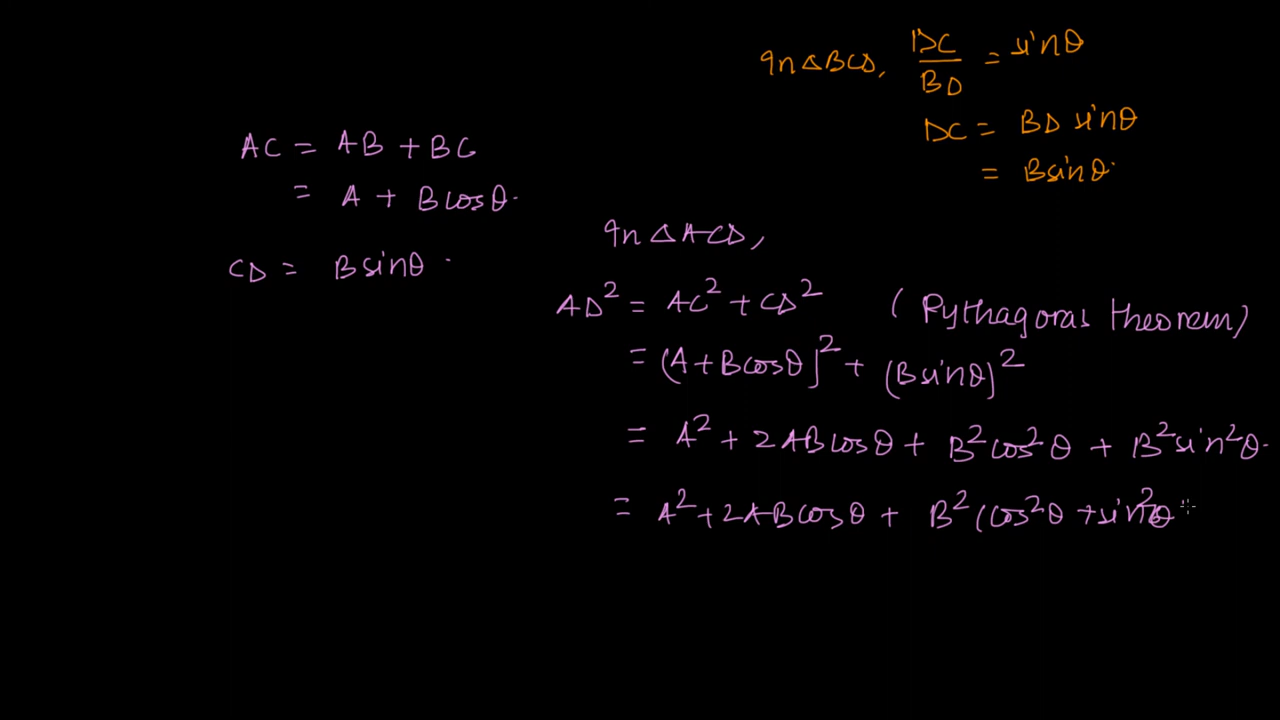 In △BCD, DC/BD = sinθ
DC = BD sinθ
= Bsinθ.
AC = AB + BC
= A + Bcosθ.
CD = Bsinθ.
In △ACD,
AD² = AC² + CD² (Pythagoras theorem)
= (A+Bcosθ)² + (Bsinθ)²
= A² + 2ABcosθ + B²cos²θ + B²sin²θ.
= A² + 2ABcosθ + B²(cos²θ + sin²θ